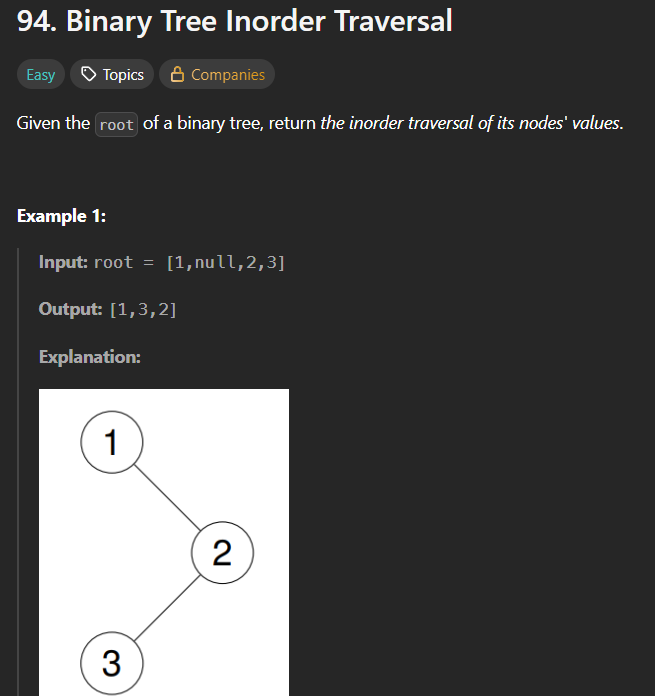 94. Binary Tree Inorder Traversal
Easy Topics Companies
Given the root of a binary tree, return the inorder traversal of its nodes' values.
Example 1:
Input: root = [1,null,2,3]
Output: [1,3,2]
Explanation:
1
2
3